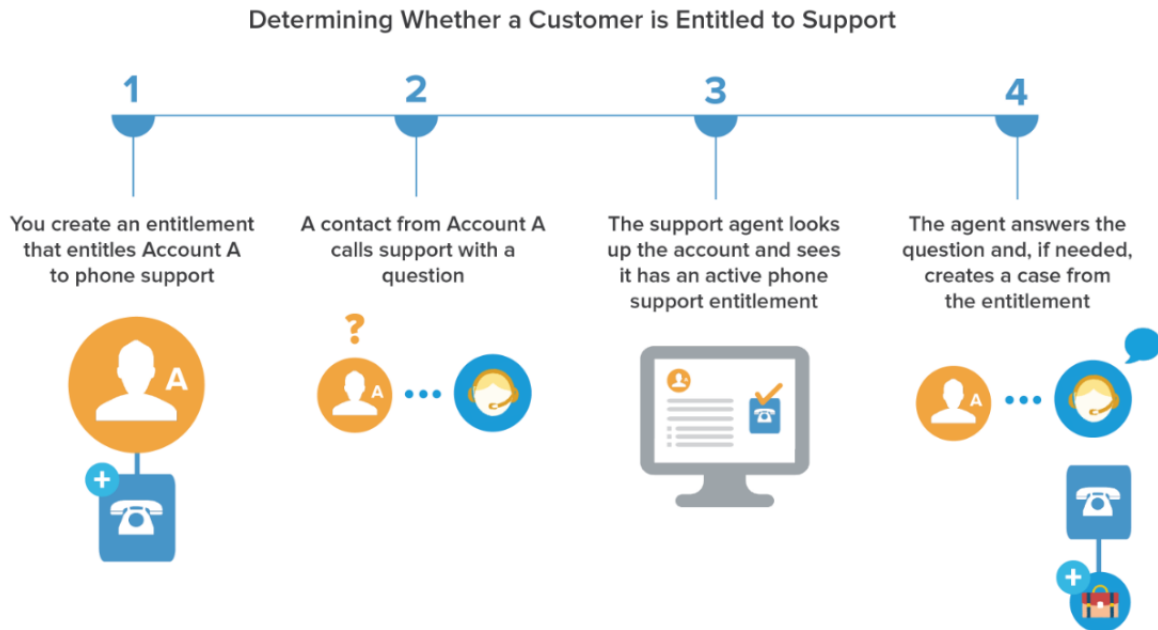 Determining Whether a Customer is Entitled to Support
1
2
3
4
You create an entitlement
that entitles Account A
to phone support
A contact from Account A
calls support with a
question
The support agent looks
up the account and sees
it has an active phone
support entitlement
The agent answers the
question and, if needed,
creates a case from
the entitlement
A
?
A
A